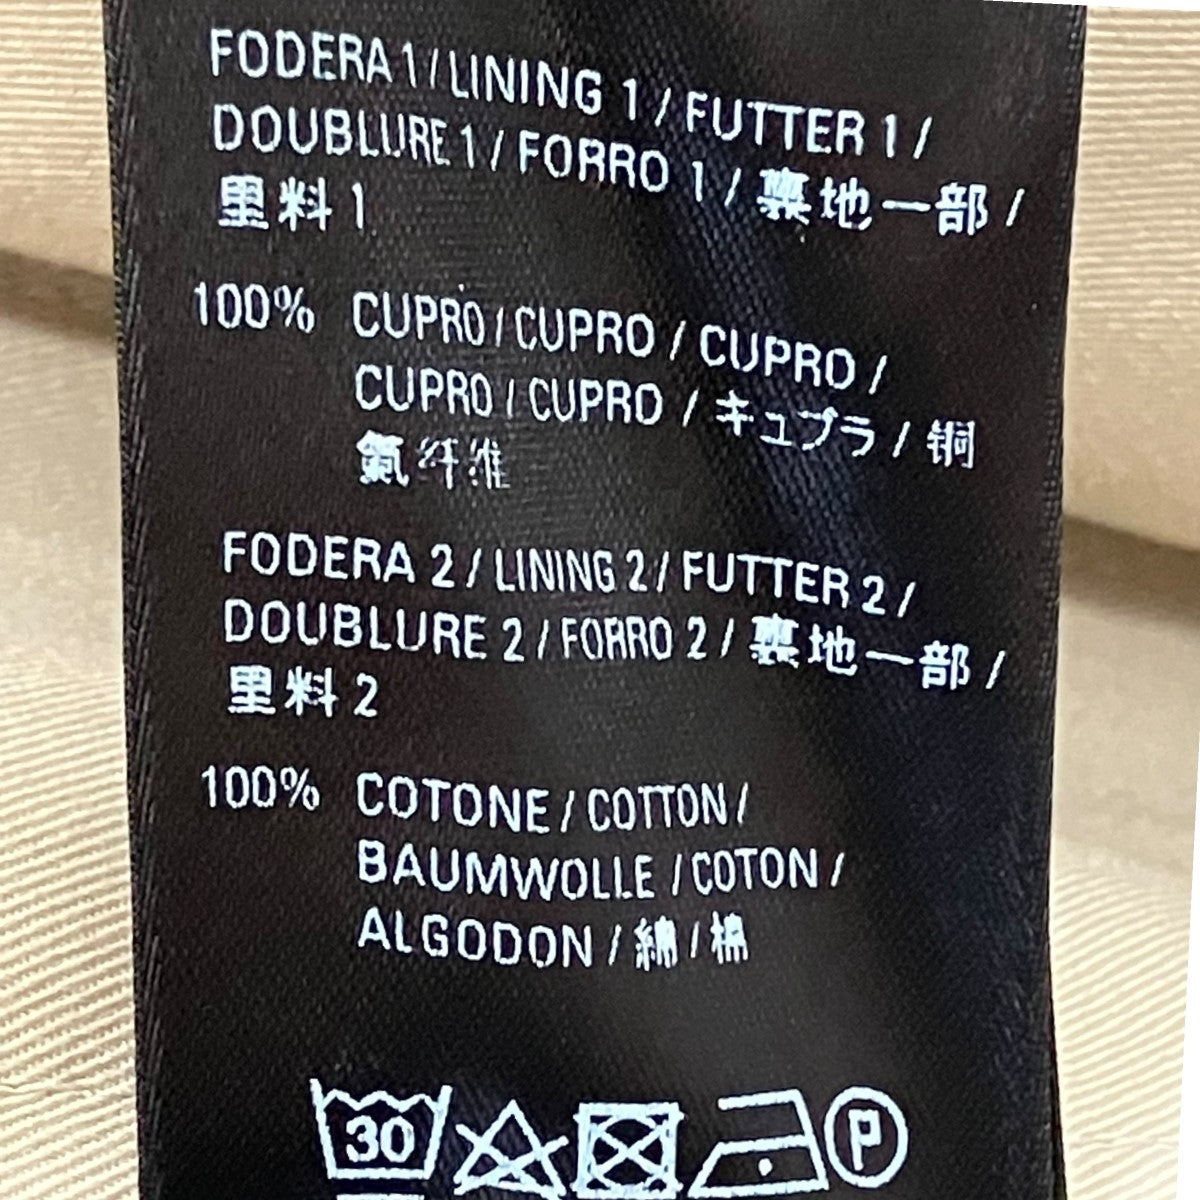 FODERA 1 / LINING 1 / FUTTER 1 /
DOUBLURE 1 / FORRO 1 / 裏地一部 /
里料 1
100% CUPRO / CUPRO / CUPRO /
CUPRO / CUPRO / キュプラ / 铜
氨纤维
FODERA 2 / LINING 2 / FUTTER 2 /
DOUBLURE 2 / FORRO 2 / 裏地一部 /
里料 2
100% COTONE / COTTON /
BAUMWOLLE / COTON /
ALGODON / 綿 / 棉
30 P